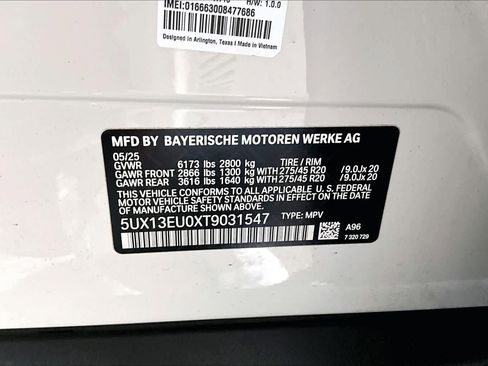 H/W: 1.0.0
IMEI:016663008477686
Designed in Arlington, Texas I Made in Vietnam
MFD BY BAYERISCHE MOTOREN WERKE AG
05/25
GVWR 6173 lbs 2800 kg TIRE / RIM
GAWR FRONT 2866 lbs 1300 kg WITH 275/45 R20 /9.0Jx 20
GAWR REAR 3616 lbs 1640 kg WITH 275/45 R20 /9.0Jx 20
THIS VEHICLE CONFORMS TO ALL APPLICABLE U.S. FEDERAL
MOTOR VEHICLE SAFETY STANDARDS IN EFFECT ON THE
DATE OF MANUFACTURE SHOWN ABOVE.
5UX13EU0XT9031547 TYPE: MPV
A96
7 320 729